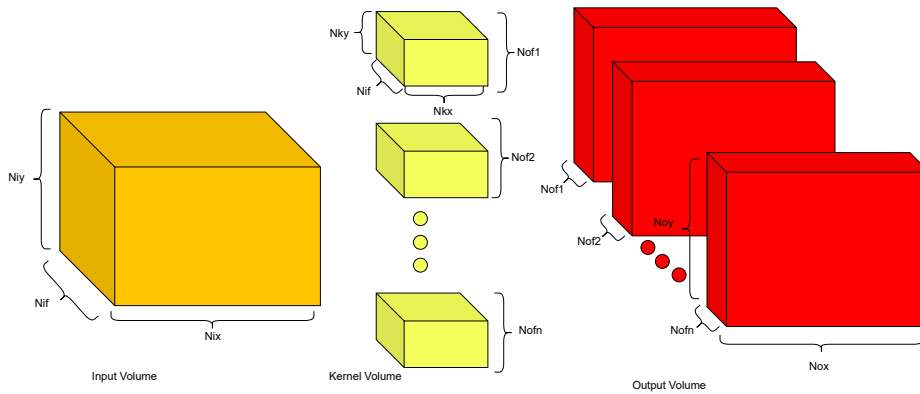 Niy
Nif
Nix
Input Volume
Nky
Nif
Nkx
Nof1
Nof2
Nofn
Kernel Volume
Nof1
Nof2
Noy
Nofn
Nox
Output Volume